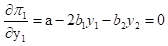 ∂π₁/∂y₁ = a − 2b₁y₁ − b₂y₂ = 0